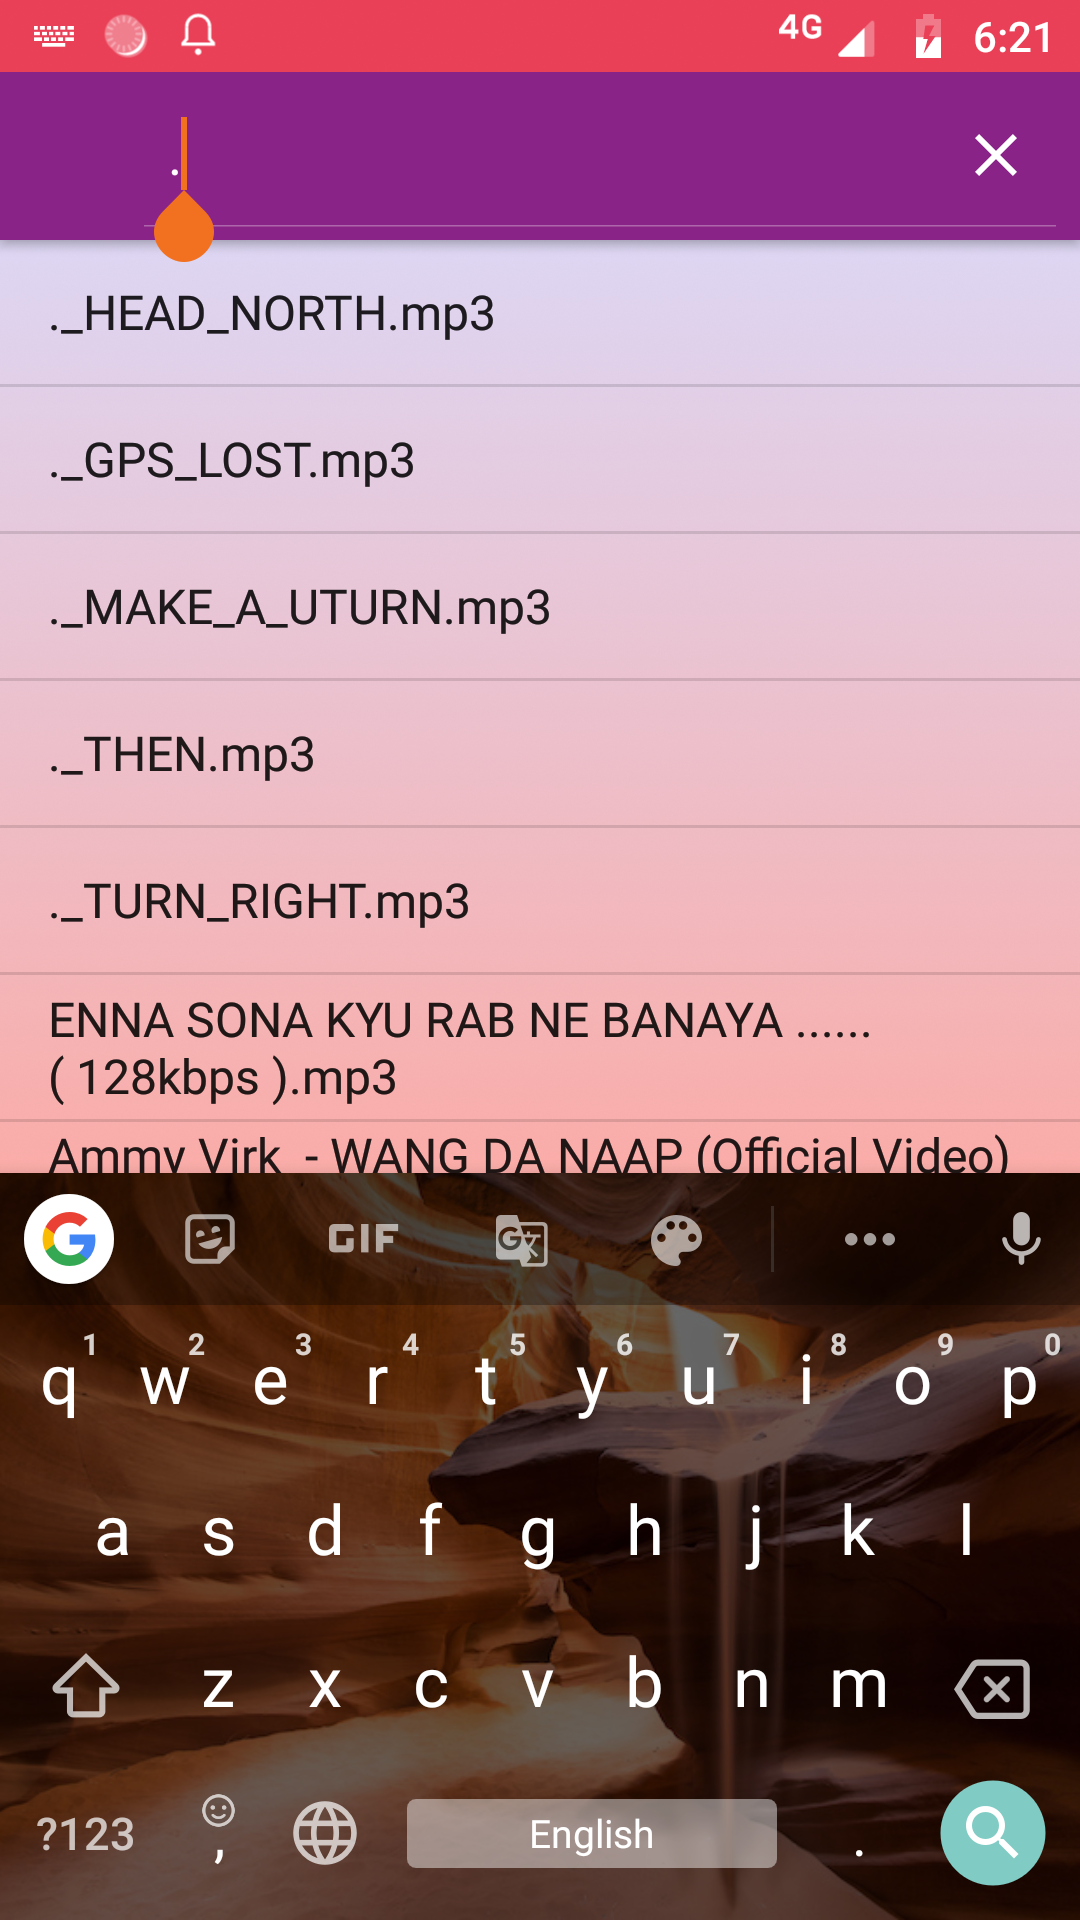 4G 6:21
.
._HEAD_NORTH.mp3
._GPS_LOST.mp3
._MAKE_A_UTURN.mp3
._THEN.mp3
._TURN_RIGHT.mp3
ENNA SONA KYU RAB NE BANAYA ......
( 128kbps ).mp3
Ammy Virk - WANG DA NAAP (Official Video)
G GIF G文
1 2 3 4 5 6 7 8 9 0
q w e r t y u i o p
a s d f g h j k l
z x c v b n m
?123 , English .